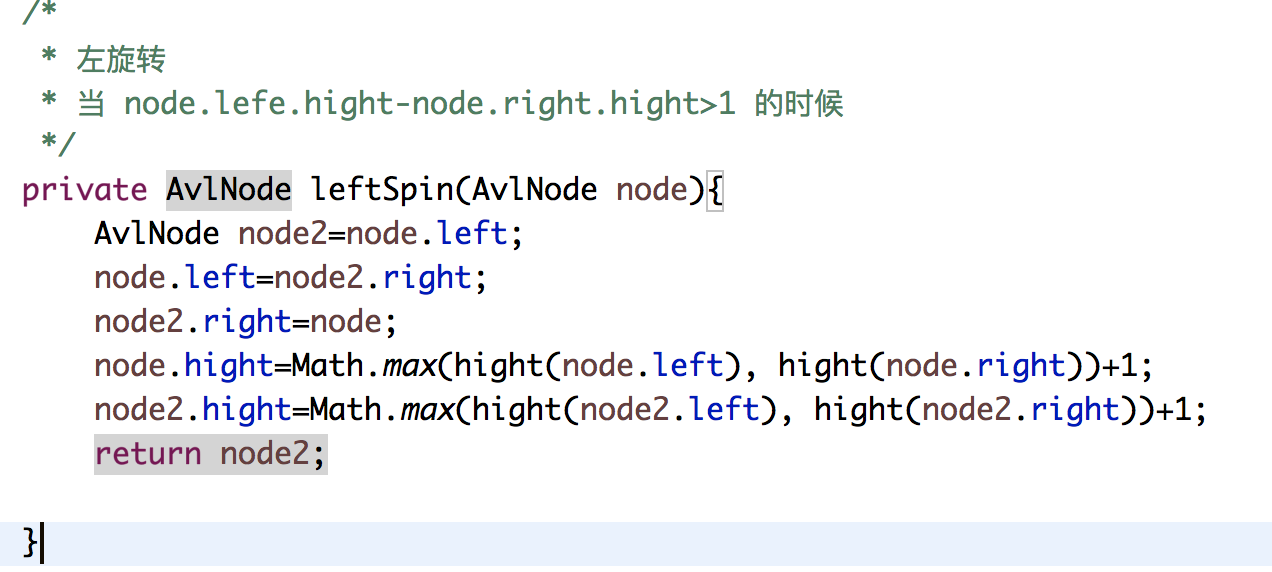 /*
 * 左旋转
 * 当 node.lefe.hight-node.right.hight>1 的时候
 */
private AvlNode leftSpin(AvlNode node){
    AvlNode node2=node.left;
    node.left=node2.right;
    node2.right=node;
    node.hight=Math.max(hight(node.left), hight(node.right))+1;
    node2.hight=Math.max(hight(node2.left), hight(node2.right))+1;
    return node2;
}